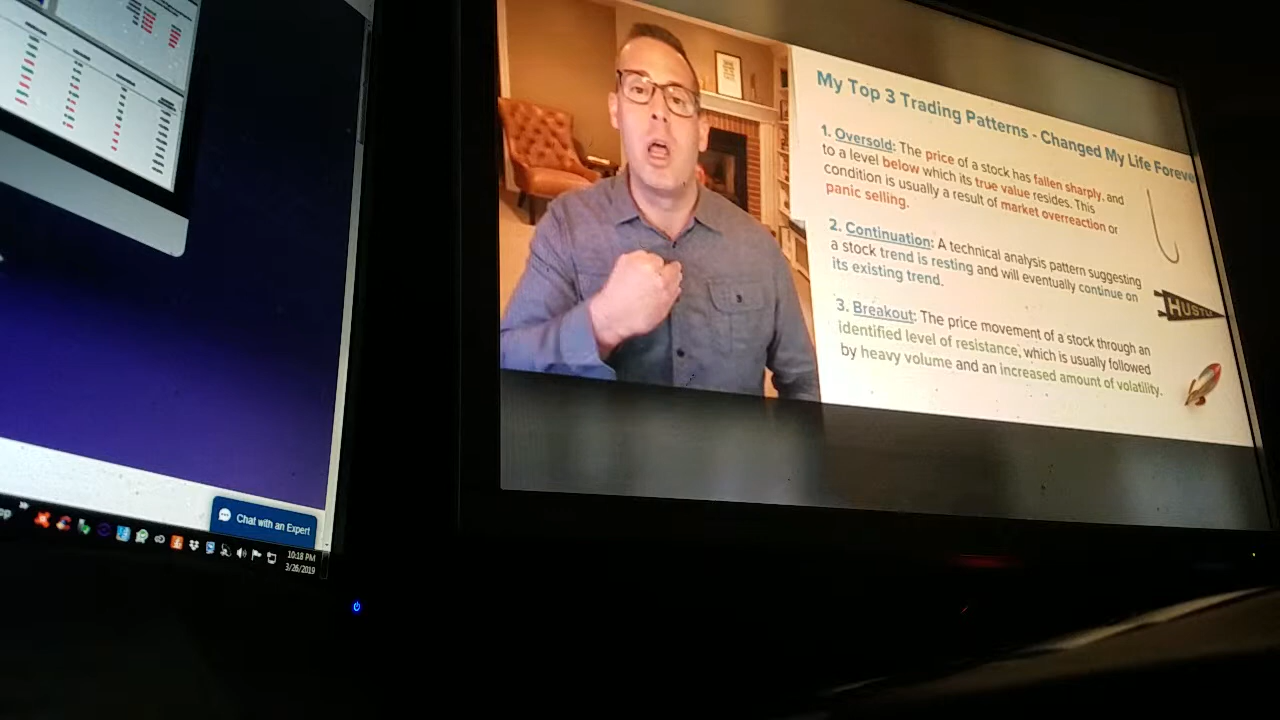 My Top 3 Trading Patterns - Changed My Life Foreve
1. Oversold: The price of a stock has fallen sharply, and
to a level below which its true value resides. This
condition is usually a result of market overreaction or
panic selling.
2. Continuation: A technical analysis pattern suggesting
a stock trend is resting and will eventually continue on
its existing trend.
3. Breakout: The price movement of a stock through an
identified level of resistance, which is usually followed
by heavy volume and an increased amount of volatility.
HUSTL
Chat with an Expert
10:18 PM
3/26/2019